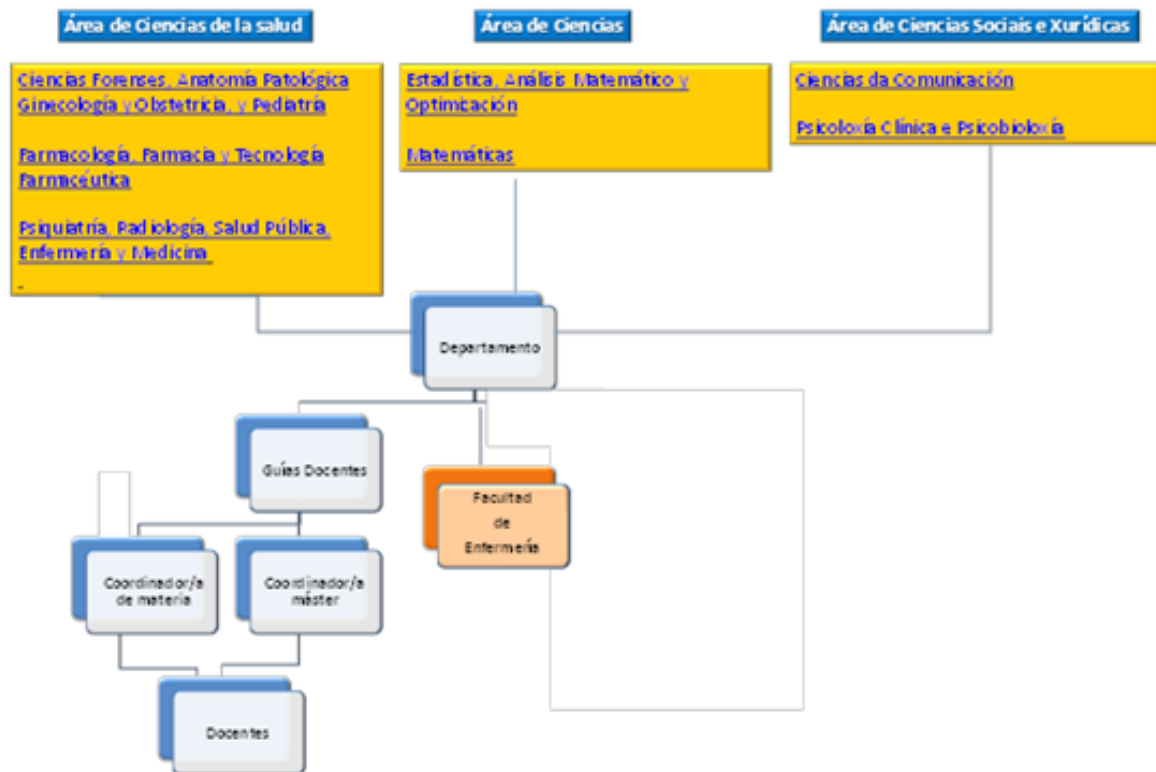 Área de Ciencias de la salud
Área de Ciencias
Área de Ciencias Sociais e Xurídicas
Ciencias Forenses, Anatomía Patológica
Ginecología y Obstetricia, y Pediatría
Farmacología, Farmacia y Tecnología
Farmacéutica
Psiquiatría, Radiología, Salud Pública,
Enfermería y Medicina
Estadística, Análisis Matemático y
Optimización
Matemáticas
Ciencias da Comunicación
Psicoloxía Clínica e Psicobioloxía
Departamento
Guías Docentes
Facultad
de
Enfermería
Coordinador/a
de materia
Coordinador/a
máster
Docentes